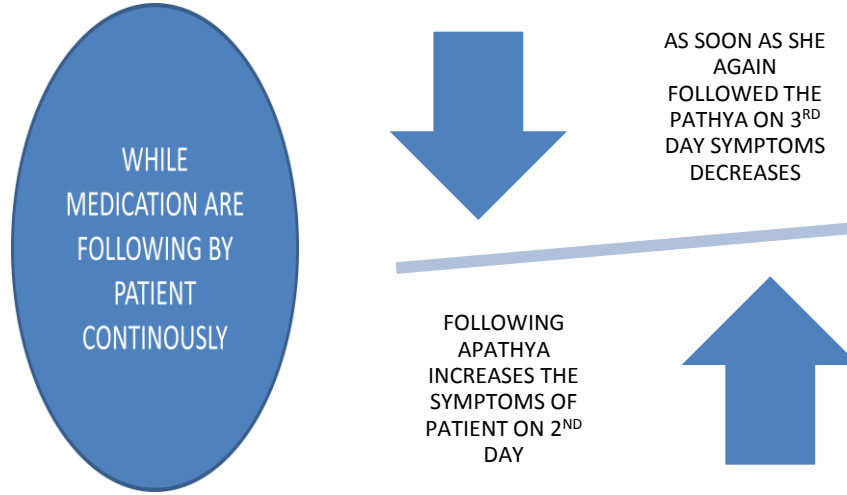 WHILE
MEDICATION ARE
FOLLOWING BY
PATIENT
CONTINOUSLY
AS SOON AS SHE
AGAIN
FOLLOWED THE
PATHYA ON 3RD
DAY SYMPTOMS
DECREASES
FOLLOWING
APATHYA
INCREASES THE
SYMPTOMS OF
PATIENT ON 2ND
DAY